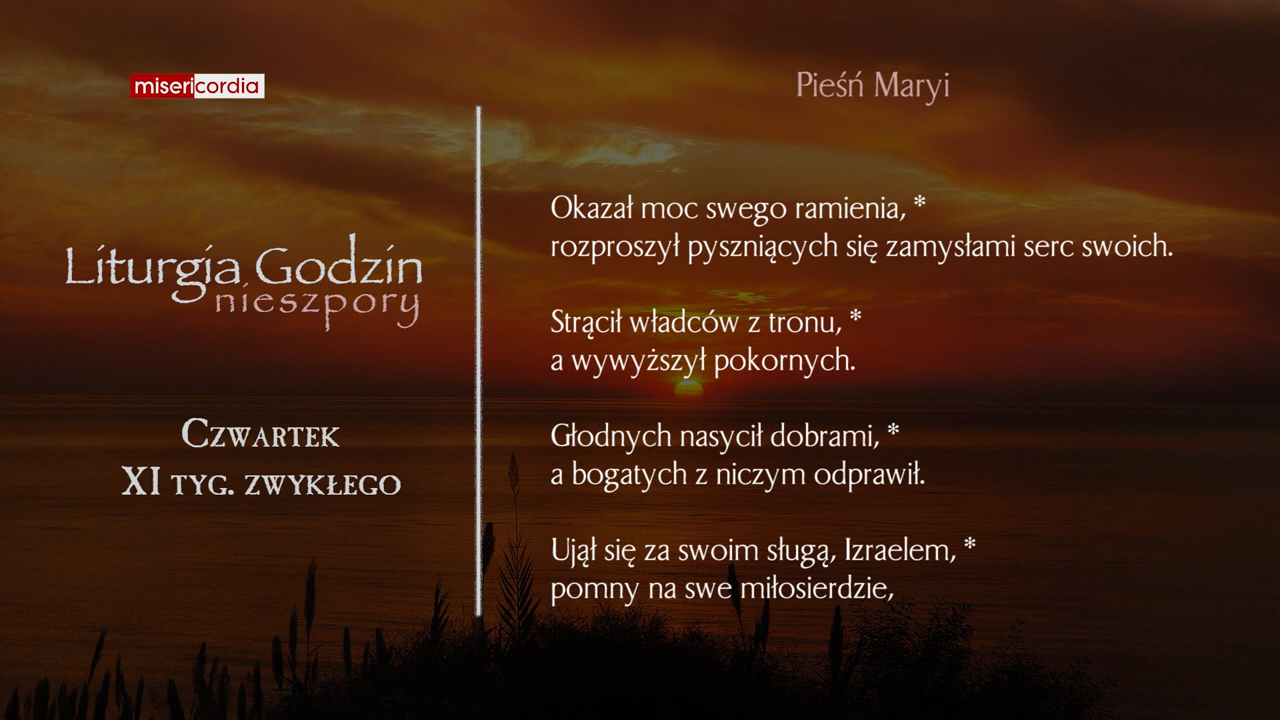 misericordia
Liturgia Godzin
nieszpory
Czwartek
XI tyg. zwykłego
Pieśń Maryi
Okazał moc swego ramienia, *
rozproszył pyszniących się zamysłami serc swoich.
Strącił władców z tronu, *
a wywyższył pokornych.
Głodnych nasycił dobrami, *
a bogatych z niczym odprawił.
Ujął się za swoim sługą, Izraelem, *
pomny na swe miłosierdzie,